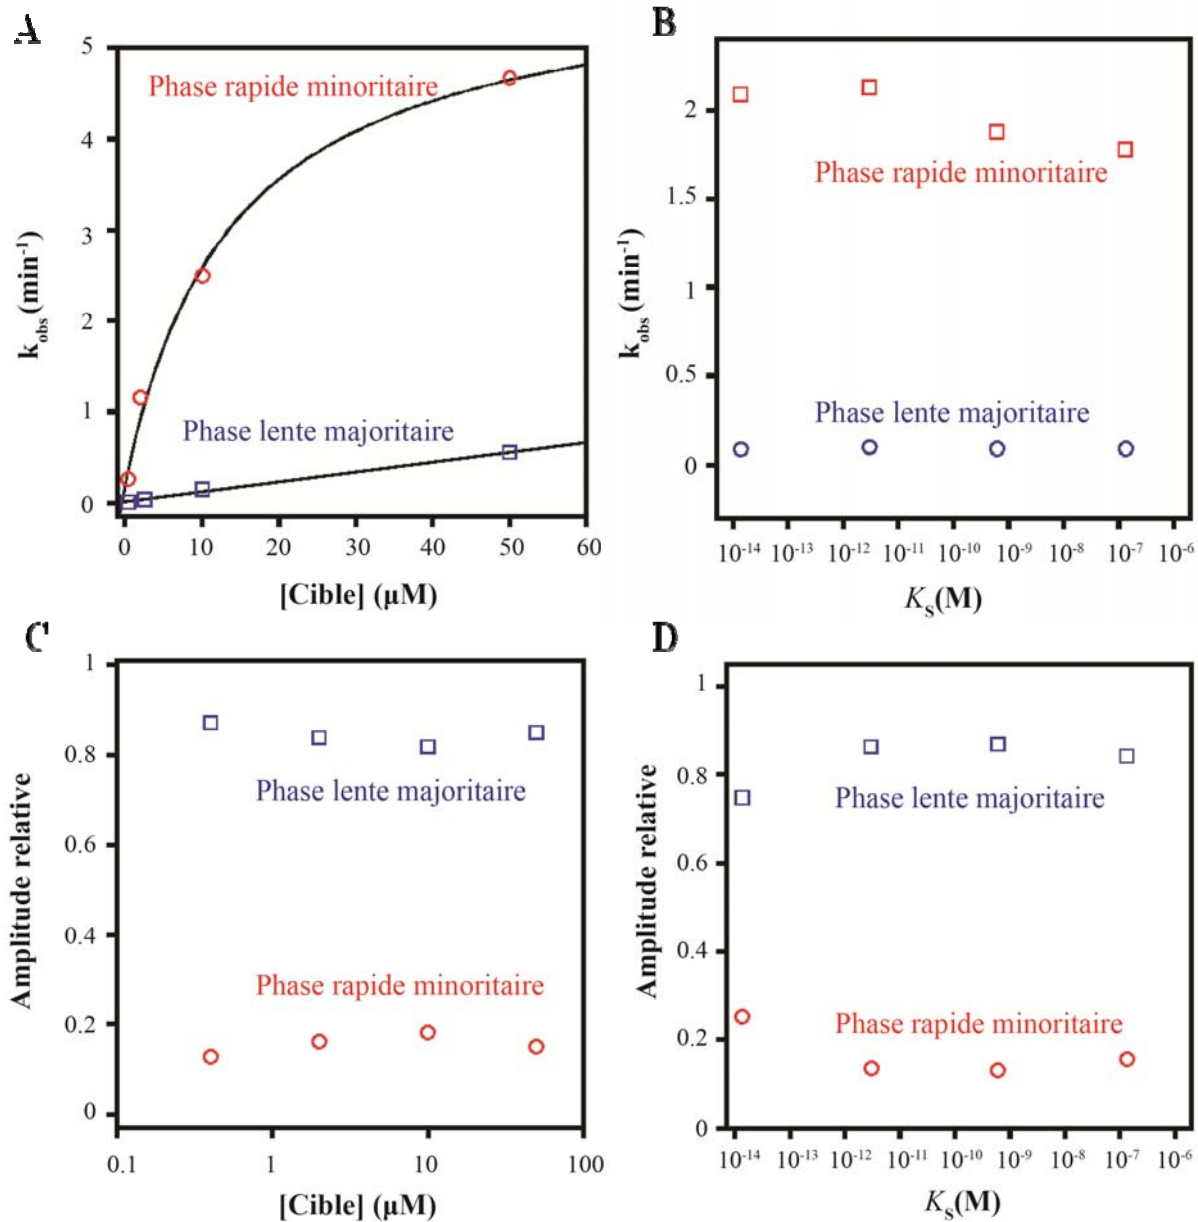 A
5
4
3
2
1
0
Phase rapide minoritaire
Phase lente majoritaire
k_obs (min⁻¹)
0 10 20 30 40 50 60
[Cible] (µM)
B
2
1.5
1
0.5
0
Phase rapide minoritaire
Phase lente majoritaire
k_obs (min⁻¹)
10⁻¹⁴ 10⁻¹³ 10⁻¹² 10⁻¹¹ 10⁻¹⁰ 10⁻⁹ 10⁻⁸ 10⁻⁷ 10⁻⁶
K_S(M)
C
1
0.8
0.6
0.4
0.2
0
Phase lente majoritaire
Phase rapide minoritaire
Amplitude relative
0.1 1 10 100
[Cible] (µM)
D
1
0.8
0.6
0.4
0.2
0
Phase lente majoritaire
Phase rapide minoritaire
Amplitude relative
10⁻¹⁴ 10⁻¹³ 10⁻¹² 10⁻¹¹ 10⁻¹⁰ 10⁻⁹ 10⁻⁸ 10⁻⁷ 10⁻⁶
K_S(M)